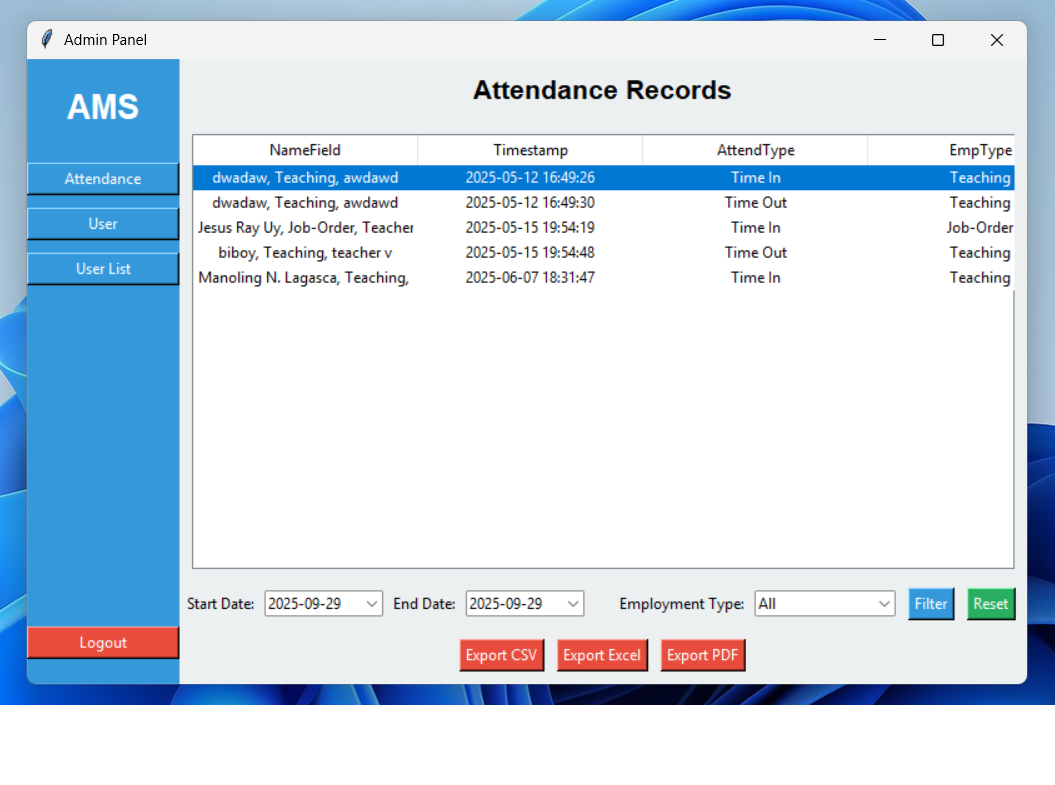 Admin Panel
AMS
Attendance
User
User List
Logout
Attendance Records
NameField Timestamp AttendType EmpType
dwadaw, Teaching, awdawd 2025-05-12 16:49:26 Time In Teaching
dwadaw, Teaching, awdawd 2025-05-12 16:49:30 Time Out Teaching
Jesus Ray Uy, Job-Order, Teacher 2025-05-15 19:54:19 Time In Job-Order
biboy, Teaching, teacher v 2025-05-15 19:54:48 Time Out Teaching
Manoling N. Lagasca, Teaching, 2025-06-07 18:31:47 Time In Teaching
Start Date: 2025-09-29 End Date: 2025-09-29 Employment Type: All Filter Reset
Export CSV Export Excel Export PDF